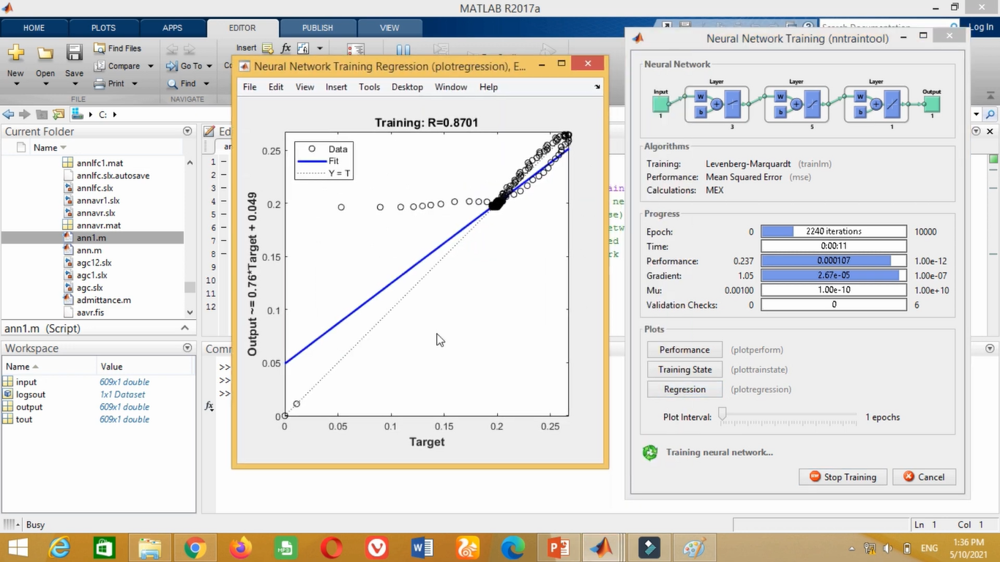 MATLAB R2017a
HOME PLOTS APPS EDITOR PUBLISH VIEW
Search Documentation
Log In
New
Open
Save
Find Files
Compare
Print
FILE
Go To
Find
NAVIGATE
Insert
fx
C:
Current Folder
Name
annlfc1.mat
annlfc.slx.autosave
annlfc.slx
annavr1.slx
annavr.slx
annavr.mat
ann1.m
ann.m
agc12.slx
agc1.slx
agc.slx
admittance.m
aavr.fis
ann1.m (Script)
Workspace
Name Value
input 609x1 double
logsout 1x1 Dataset
output 609x1 double
tout 609x1 double
1 –
2 –
3 –
4 –
5 –
6 –
7 –
8 –
9
10
11
12
>>
>>
fx >>
Neural Network Training Regression (plotregression), E...
File Edit View Insert Tools Desktop Window Help
Training: R=0.8701
Data
Fit
Y = T
Output ~= 0.76*Target + 0.049
0.25
0.2
0.15
0.1
0.05
0
0 0.05 0.1 0.15 0.2 0.25
Target
Neural Network Training (nntraintool)
Neural Network
Input
1
Layer
W
b
3
Layer
W
b
5
Layer
W
b
1
Output
1
Algorithms
Training: Levenberg-Marquardt (trainlm)
Performance: Mean Squared Error (mse)
Calculations: MEX
Progress
Epoch: 0 2240 iterations 10000
Time: 0:00:11
Performance: 0.237 0.000107 1.00e-12
Gradient: 1.05 2.67e-05 1.00e-07
Mu: 0.00100 1.00e-10 1.00e+10
Validation Checks: 0 0 6
Plots
Performance (plotperform)
Training State (plottrainstate)
Regression (plotregression)
Plot Interval: 1 epochs
Training neural network...
Stop Training
Cancel
Busy
Ln 1 Col 1
ENG
1:36 PM
5/10/2021